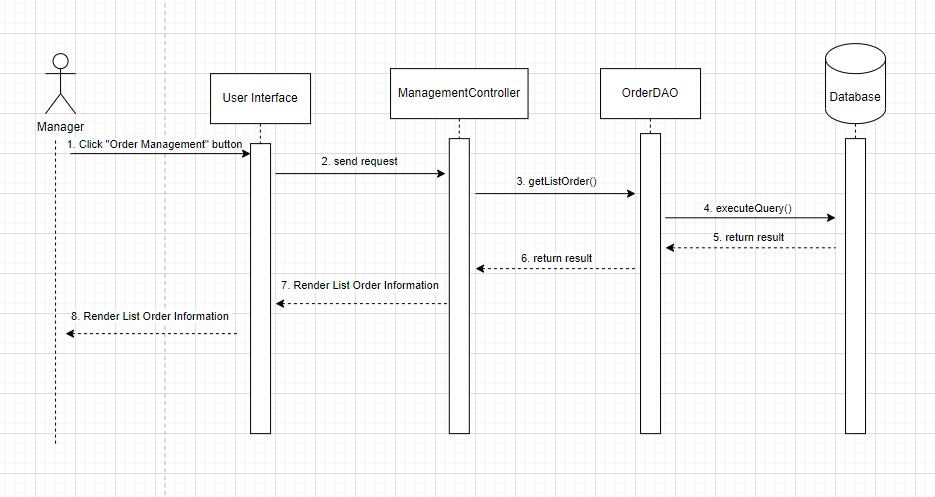 User Interface
ManagementController
OrderDAO
Database
Manager
1. Click "Order Management" button
2. send request
3. getListOrder()
4. executeQuery()
5. return result
6. return result
7. Render List Order Information
8. Render List Order Information